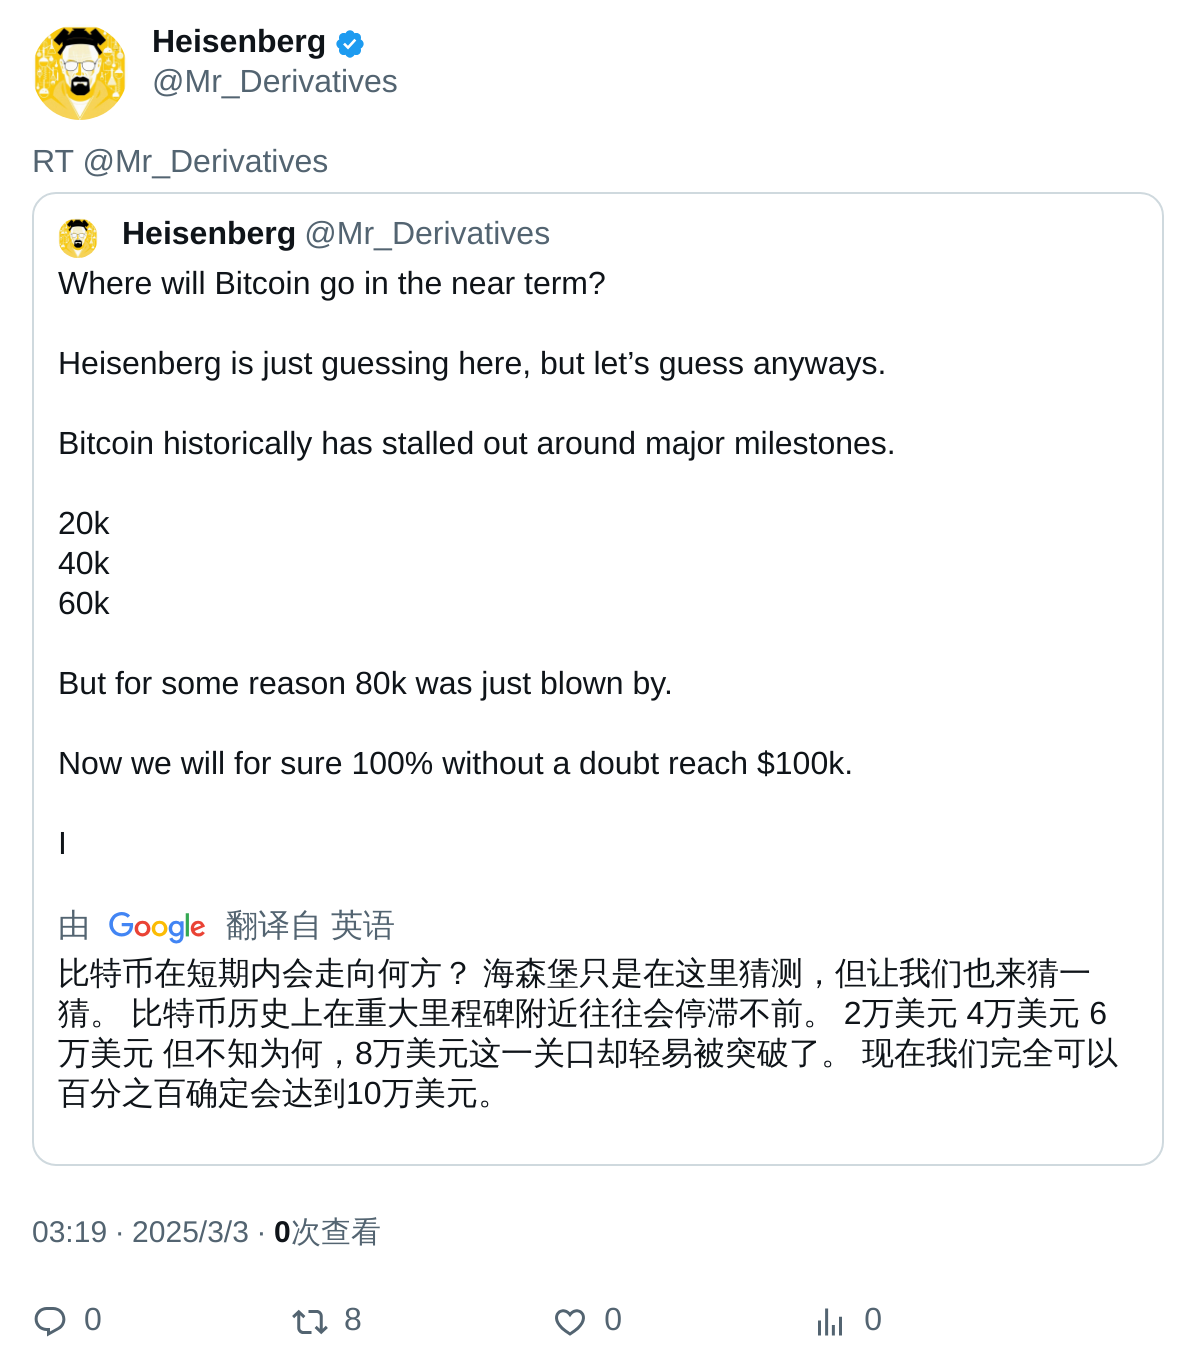 Heisenberg
@Mr_Derivatives
RT @Mr_Derivatives
Heisenberg @Mr_Derivatives
Where will Bitcoin go in the near term?
Heisenberg is just guessing here, but let’s guess anyways.
Bitcoin historically has stalled out around major milestones.
20k
40k
60k
But for some reason 80k was just blown by.
Now we will for sure 100% without a doubt reach $100k.
I
由 Google 翻译自 英语
比特币在短期内会走向何方？ 海森堡只是在这里猜测，但让我们也来猜一
猜。 比特币历史上在重大里程碑附近往往会停滞不前。 2万美元 4万美元 6
万美元 但不知为何，8万美元这一关口却轻易被突破了。 现在我们完全可以
百分之百确定会达到10万美元。
03:19 · 2025/3/3 · 0次查看
0 8 0 0